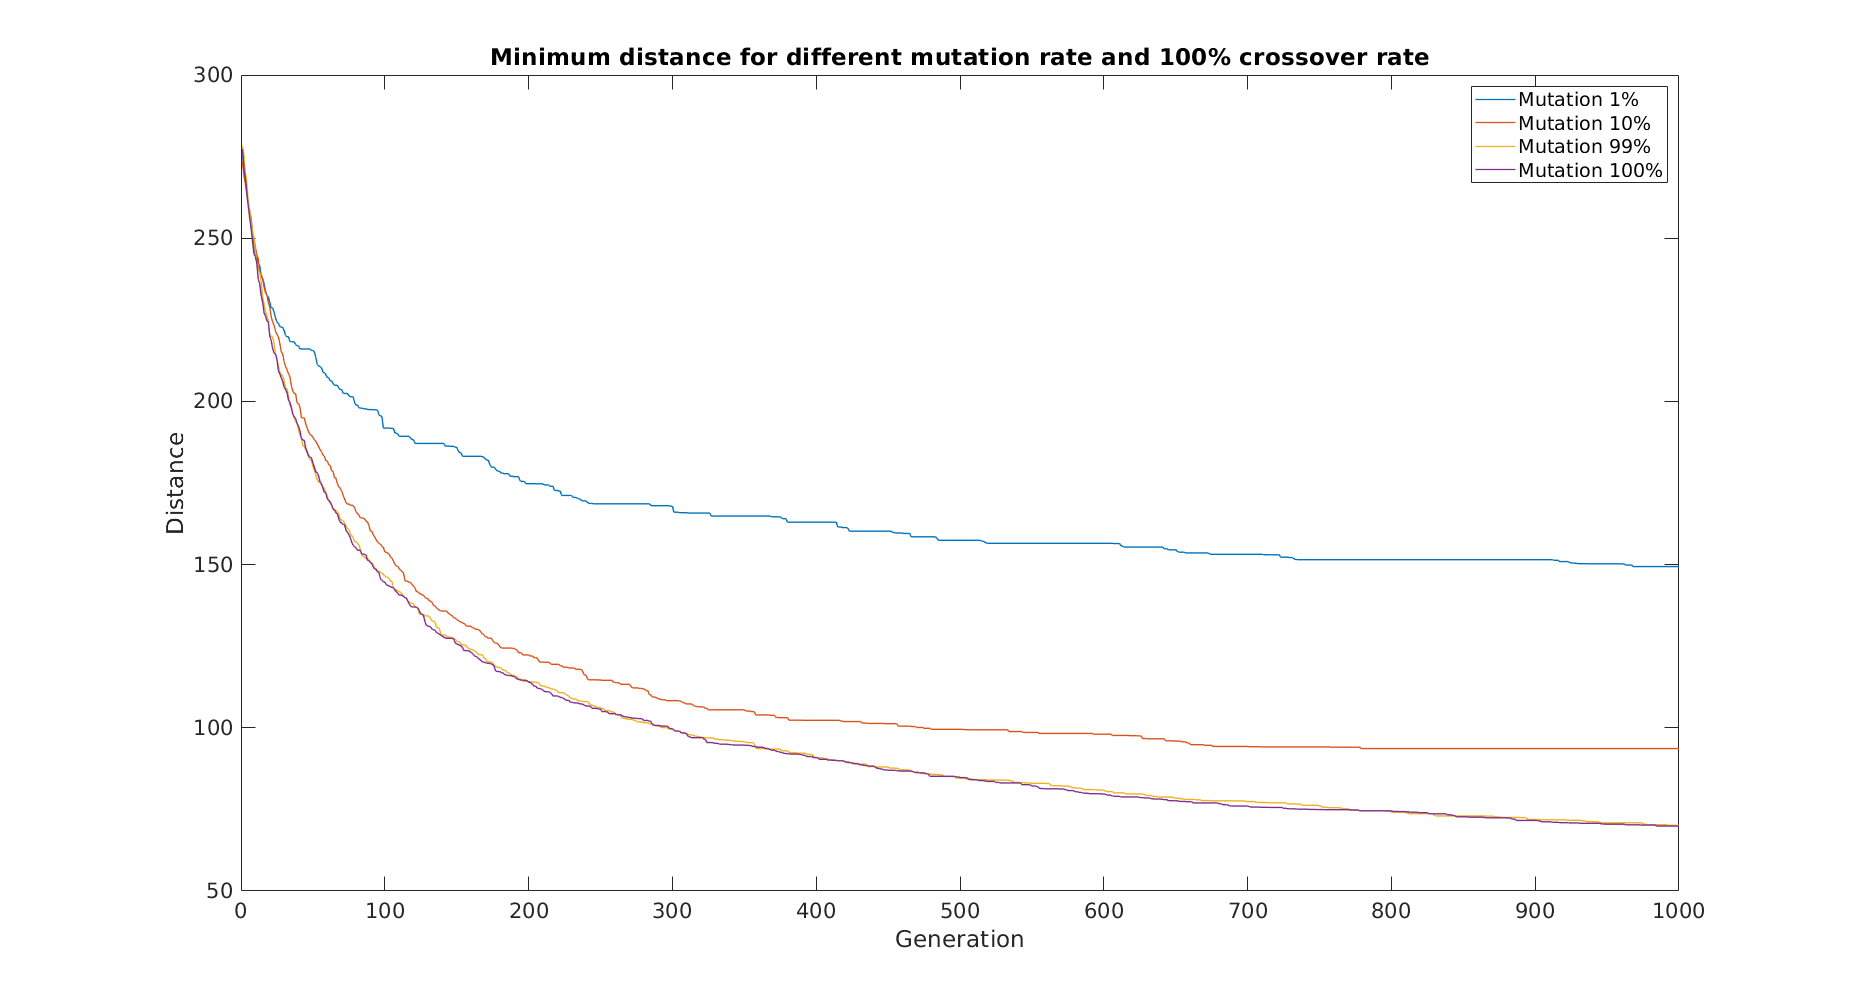 Minimum distance for different mutation rate and 100% crossover rate
300
250
200
150
100
50
Distance
0 100 200 300 400 500 600 700 800 900 1000
Generation
Mutation 1%
Mutation 10%
Mutation 99%
Mutation 100%